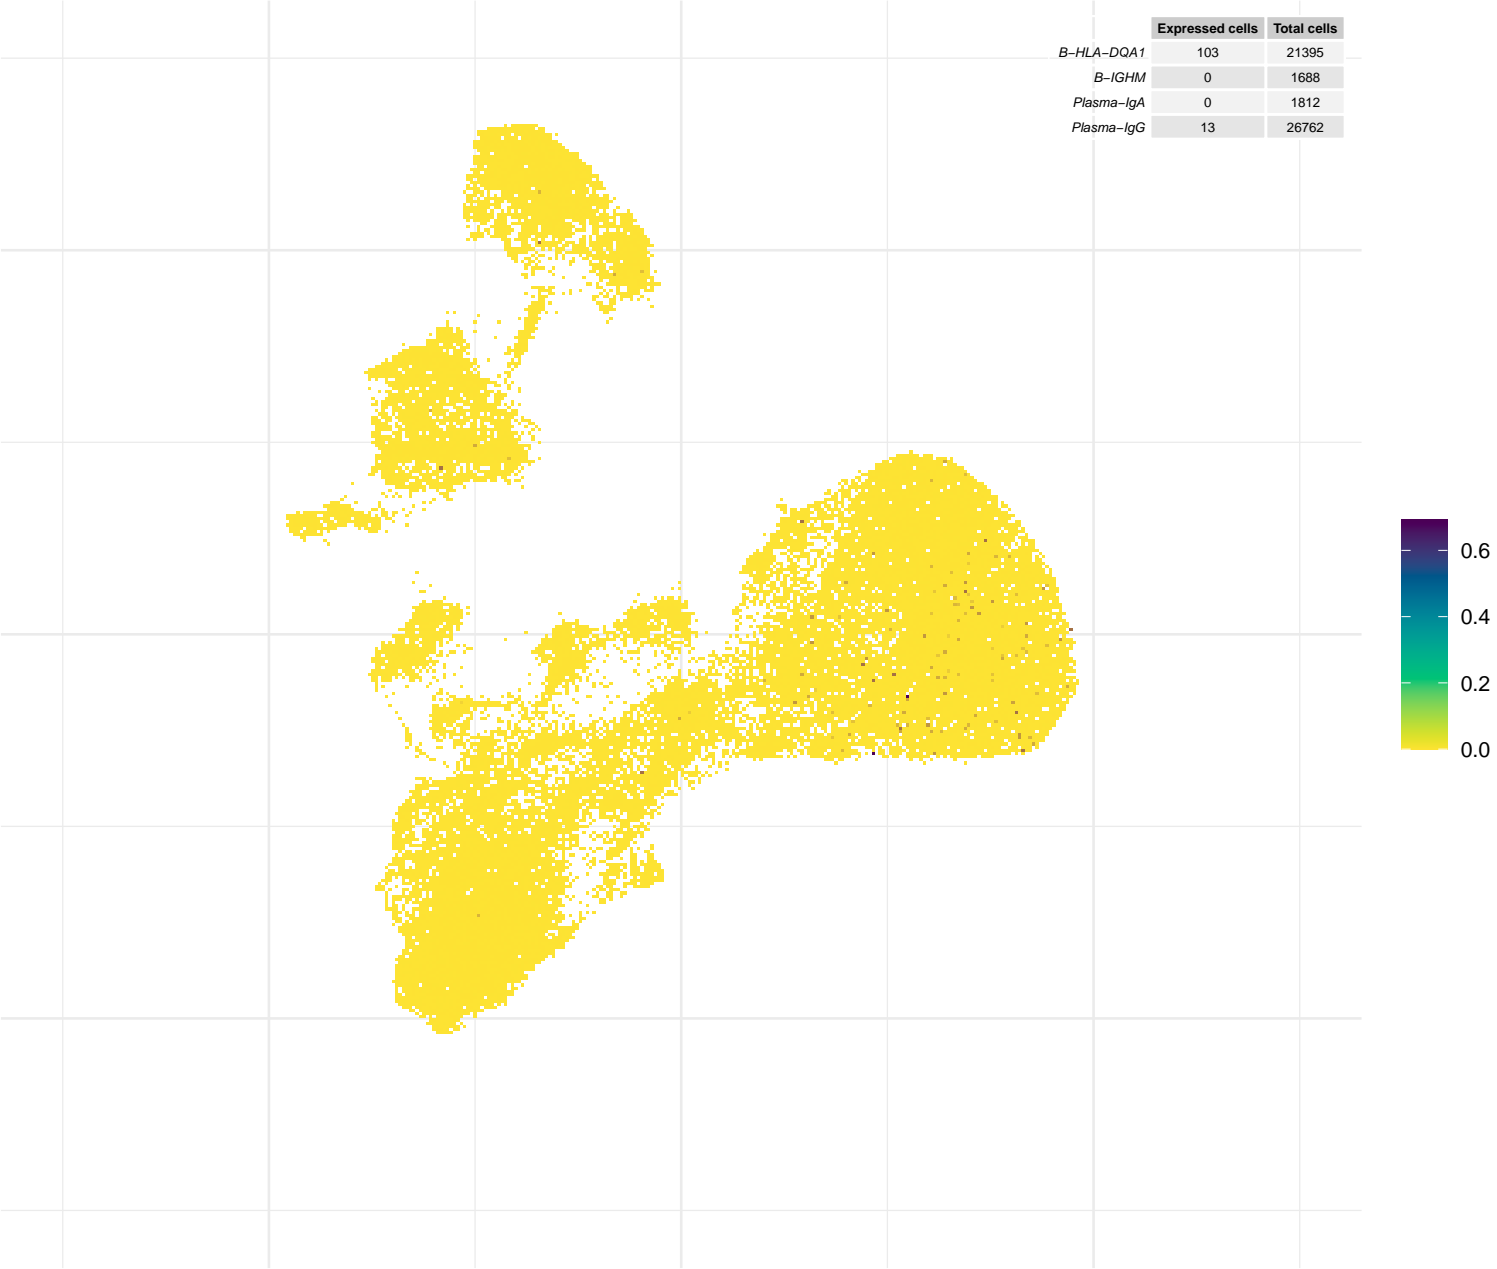 Expressed cells Total cells
B−HLA−DQA1 103 21395
B−IGHM 0 1688
Plasma−IgA 0 1812
Plasma−IgG 13 26762
0.6
0.4
0.2
0.0